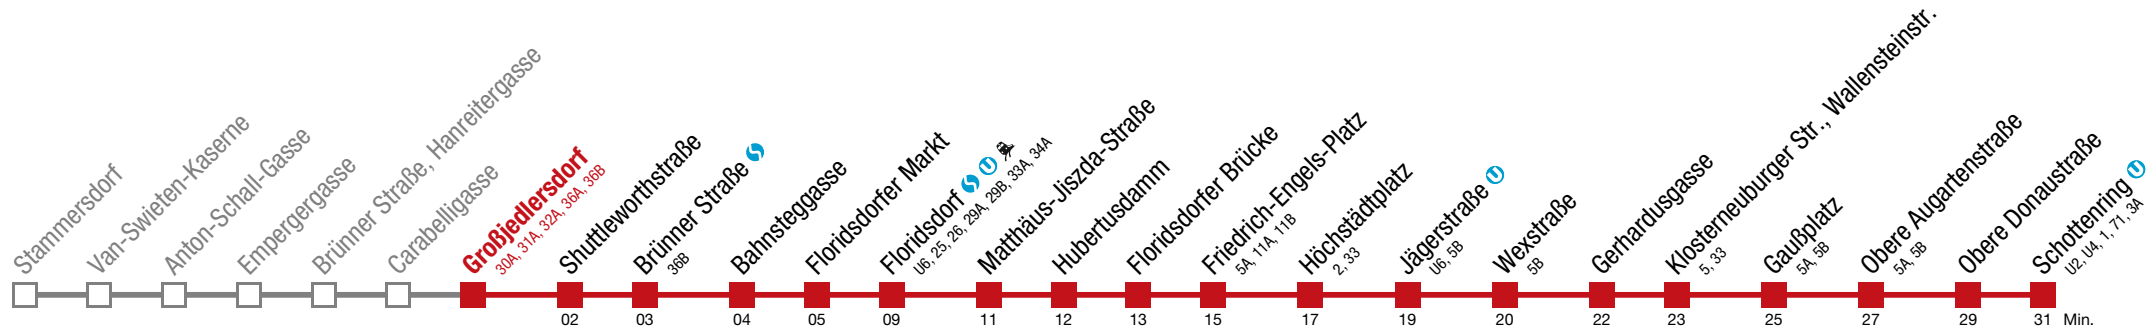 Stammersdorf
Van-Swieten-Kaserne
Anton-Schall-Gasse
Empergergasse
Brünner Straße, Hanreitergasse
Carabelligasse
Großjedlersdorf
30A, 31A, 32A, 36A, 36B
Shuttleworthstraße
02
Brünner Straße S
36B
03
Bahnsteggasse
04
Floridsdorfer Markt
05
Floridsdorf S U
U6, 25, 26, 29A, 29B, 33A, 34A
09
Matthäus-Jiszda-Straße
11
Hubertusdamm
12
Floridsdorfer Brücke
13
Friedrich-Engels-Platz
5A, 11A, 11B
15
Höchstädtplatz
2, 33
17
Jägerstraße U
U6, 5B
19
Wexstraße
5B
20
Gerhardusgasse
22
Klosterneuburger Str., Wallensteinstr.
5, 33
23
Gaußplatz
5A, 5B
25
Obere Augartenstraße
5A, 5B
27
Obere Donaustraße
29
Schottenring U
U2, U4, 1, 71, 3A
31 Min.